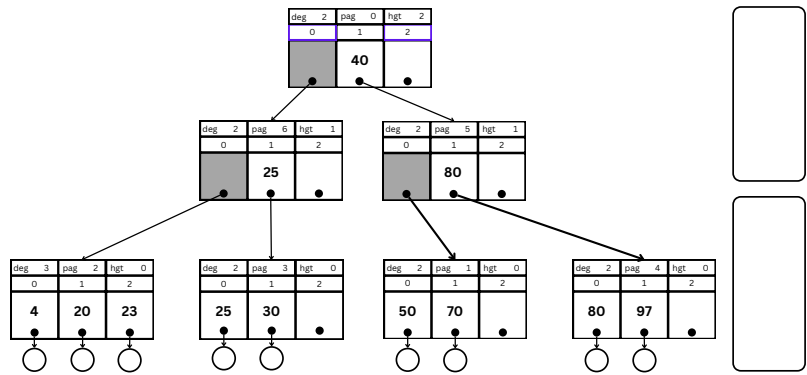 deg 2 pag 0 hgt 2
0 1 2
40
deg 2 pag 6 hgt 1
0 1 2
25
deg 2 pag 5 hgt 1
0 1 2
80
deg 3 pag 2 hgt 0
0 1 2
4 20 23
deg 2 pag 3 hgt 0
0 1 2
25 30
deg 2 pag 1 hgt 0
0 1 2
50 70
deg 2 pag 4 hgt 0
0 1 2
80 97